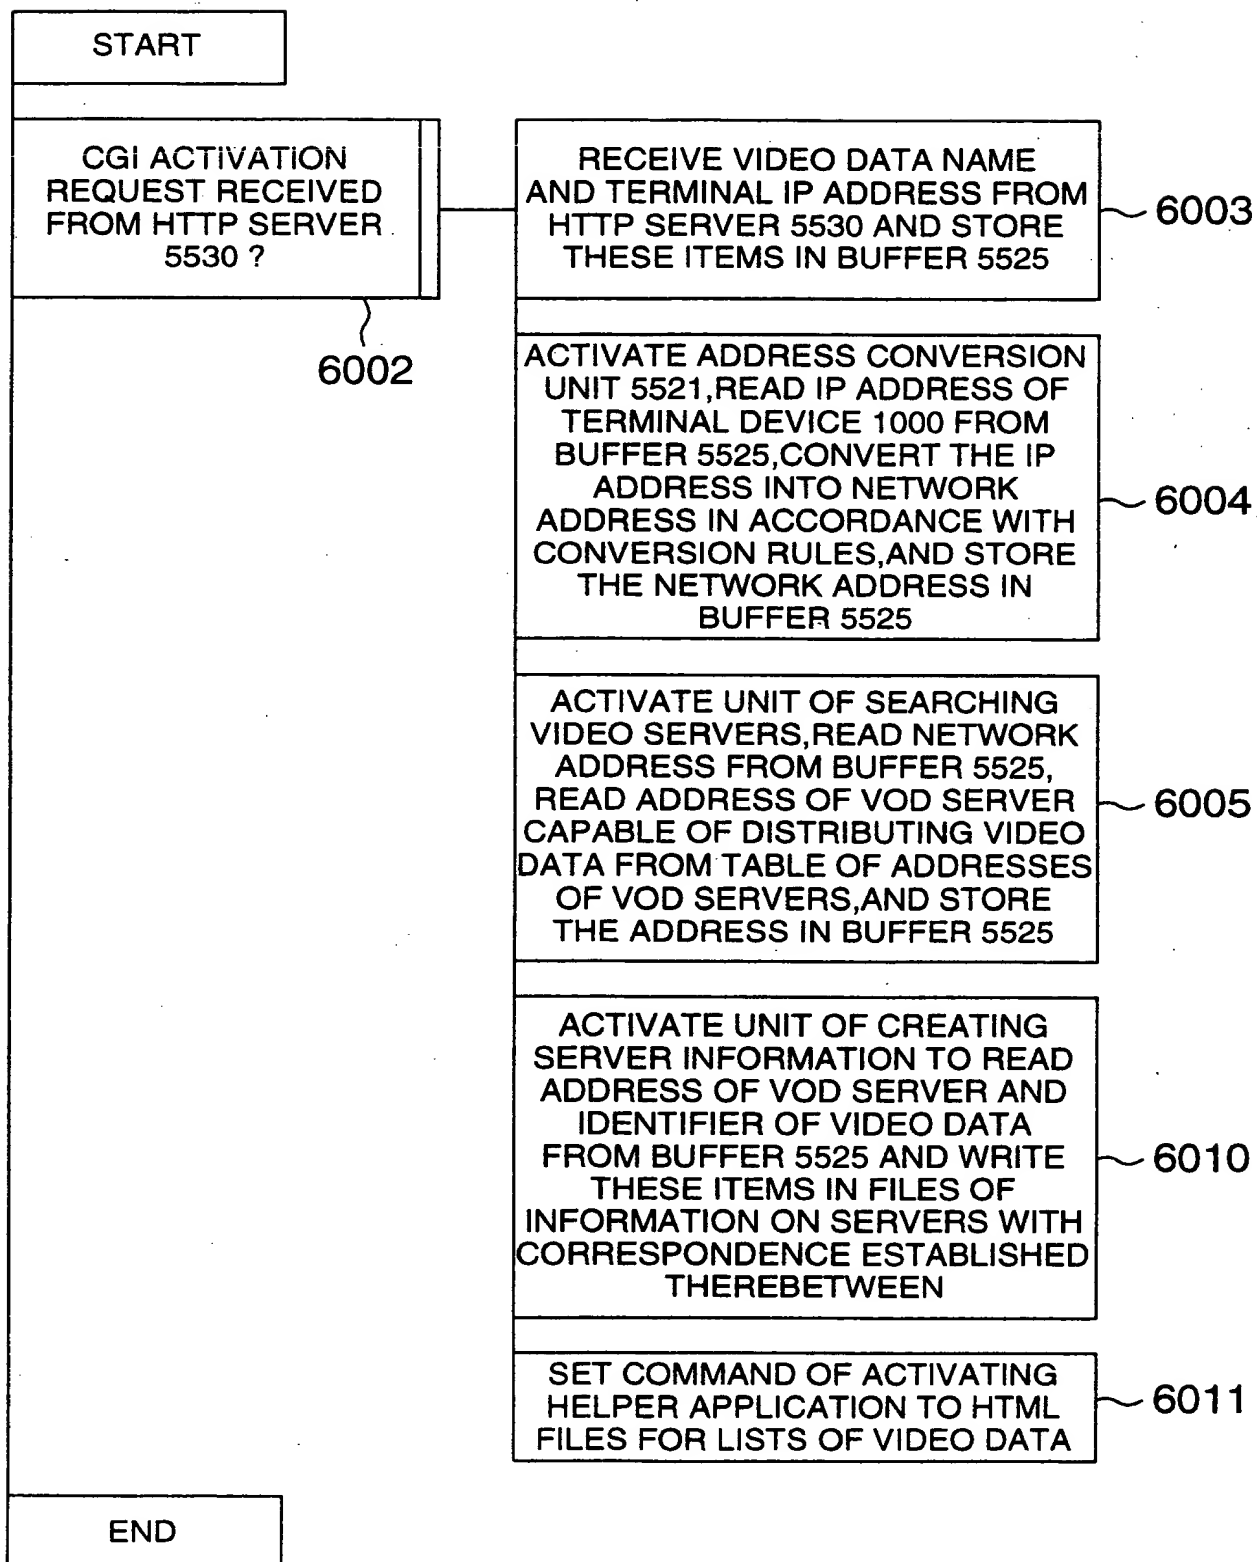 START
CGI ACTIVATION
REQUEST RECEIVED
FROM HTTP SERVER
5530 ?
6002
RECEIVE VIDEO DATA NAME
AND TERMINAL IP ADDRESS FROM
HTTP SERVER 5530 AND STORE
THESE ITEMS IN BUFFER 5525
6003
ACTIVATE ADDRESS CONVERSION
UNIT 5521,READ IP ADDRESS OF
TERMINAL DEVICE 1000 FROM
BUFFER 5525,CONVERT THE IP
ADDRESS INTO NETWORK
ADDRESS IN ACCORDANCE WITH
CONVERSION RULES,AND STORE
THE NETWORK ADDRESS IN
BUFFER 5525
6004
ACTIVATE UNIT OF SEARCHING
VIDEO SERVERS,READ NETWORK
ADDRESS FROM BUFFER 5525,
READ ADDRESS OF VOD SERVER
CAPABLE OF DISTRIBUTING VIDEO
DATA FROM TABLE OF ADDRESSES
OF VOD SERVERS,AND STORE
THE ADDRESS IN BUFFER 5525
6005
ACTIVATE UNIT OF CREATING
SERVER INFORMATION TO READ
ADDRESS OF VOD SERVER AND
IDENTIFIER OF VIDEO DATA
FROM BUFFER 5525 AND WRITE
THESE ITEMS IN FILES OF
INFORMATION ON SERVERS WITH
CORRESPONDENCE ESTABLISHED
THEREBETWEEN
6010
SET COMMAND OF ACTIVATING
HELPER APPLICATION TO HTML
FILES FOR LISTS OF VIDEO DATA
6011
END